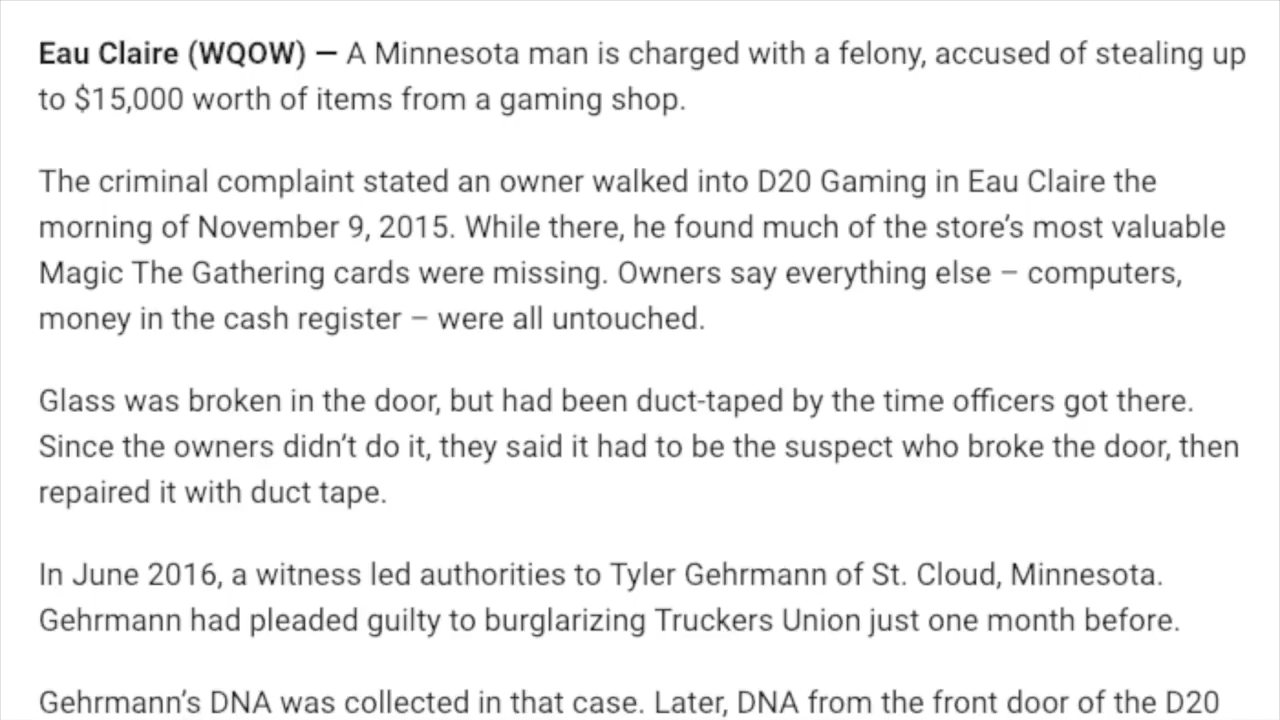 Eau Claire (WQOW) — A Minnesota man is charged with a felony, accused of stealing up
to $15,000 worth of items from a gaming shop.
The criminal complaint stated an owner walked into D20 Gaming in Eau Claire the
morning of November 9, 2015. While there, he found much of the store’s most valuable
Magic The Gathering cards were missing. Owners say everything else – computers,
money in the cash register – were all untouched.
Glass was broken in the door, but had been duct-taped by the time officers got there.
Since the owners didn’t do it, they said it had to be the suspect who broke the door, then
repaired it with duct tape.
In June 2016, a witness led authorities to Tyler Gehrmann of St. Cloud, Minnesota.
Gehrmann had pleaded guilty to burglarizing Truckers Union just one month before.
Gehrmann’s DNA was collected in that case. Later, DNA from the front door of the D20